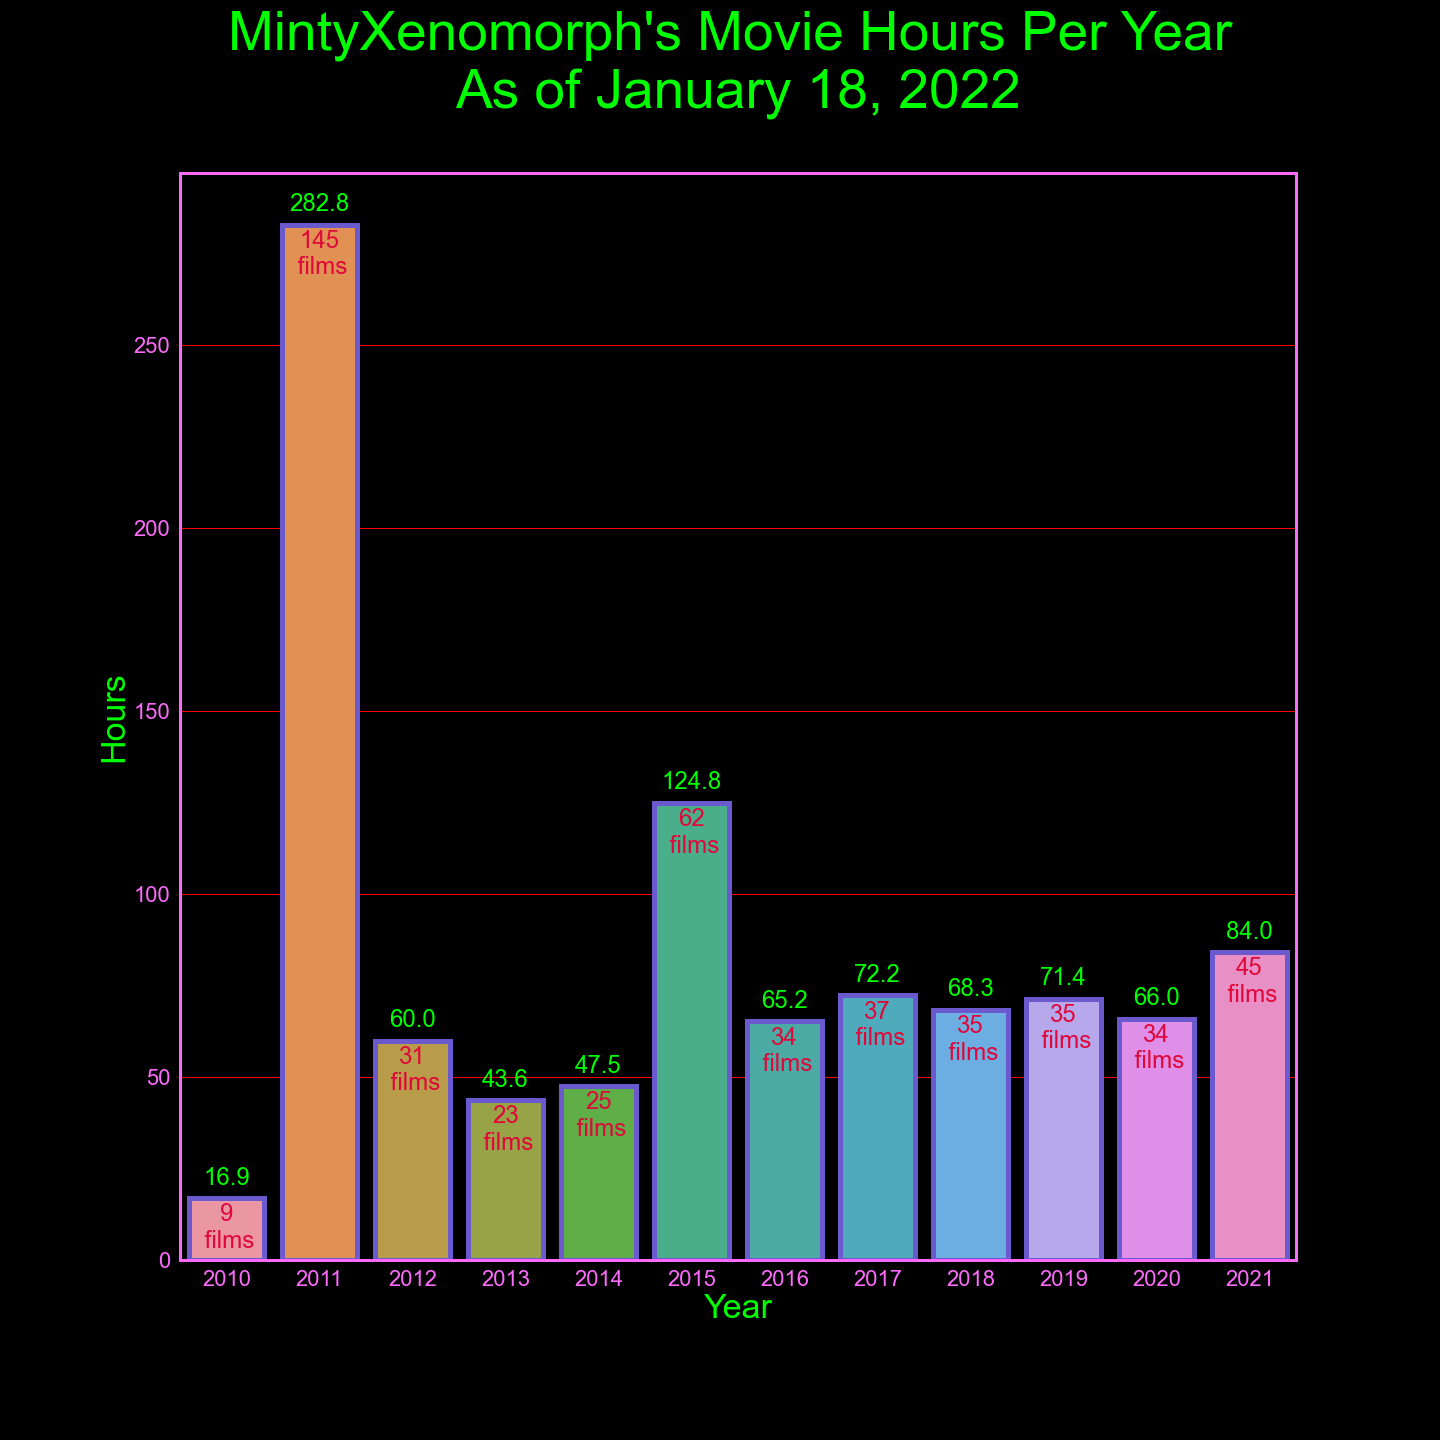 MintyXenomorph's Movie Hours Per Year
As of January 18, 2022
282.8
145
films
250
200
150
Hours
124.8
62
films
100
84.0
45
films
72.2
37
films
71.4
35
films
68.3
35
films
66.0
34
films
65.2
34
films
60.0
31
films
50
47.5
25
films
43.6
23
films
16.9
9
films
0
2010 2011 2012 2013 2014 2015 2016 2017 2018 2019 2020 2021
Year